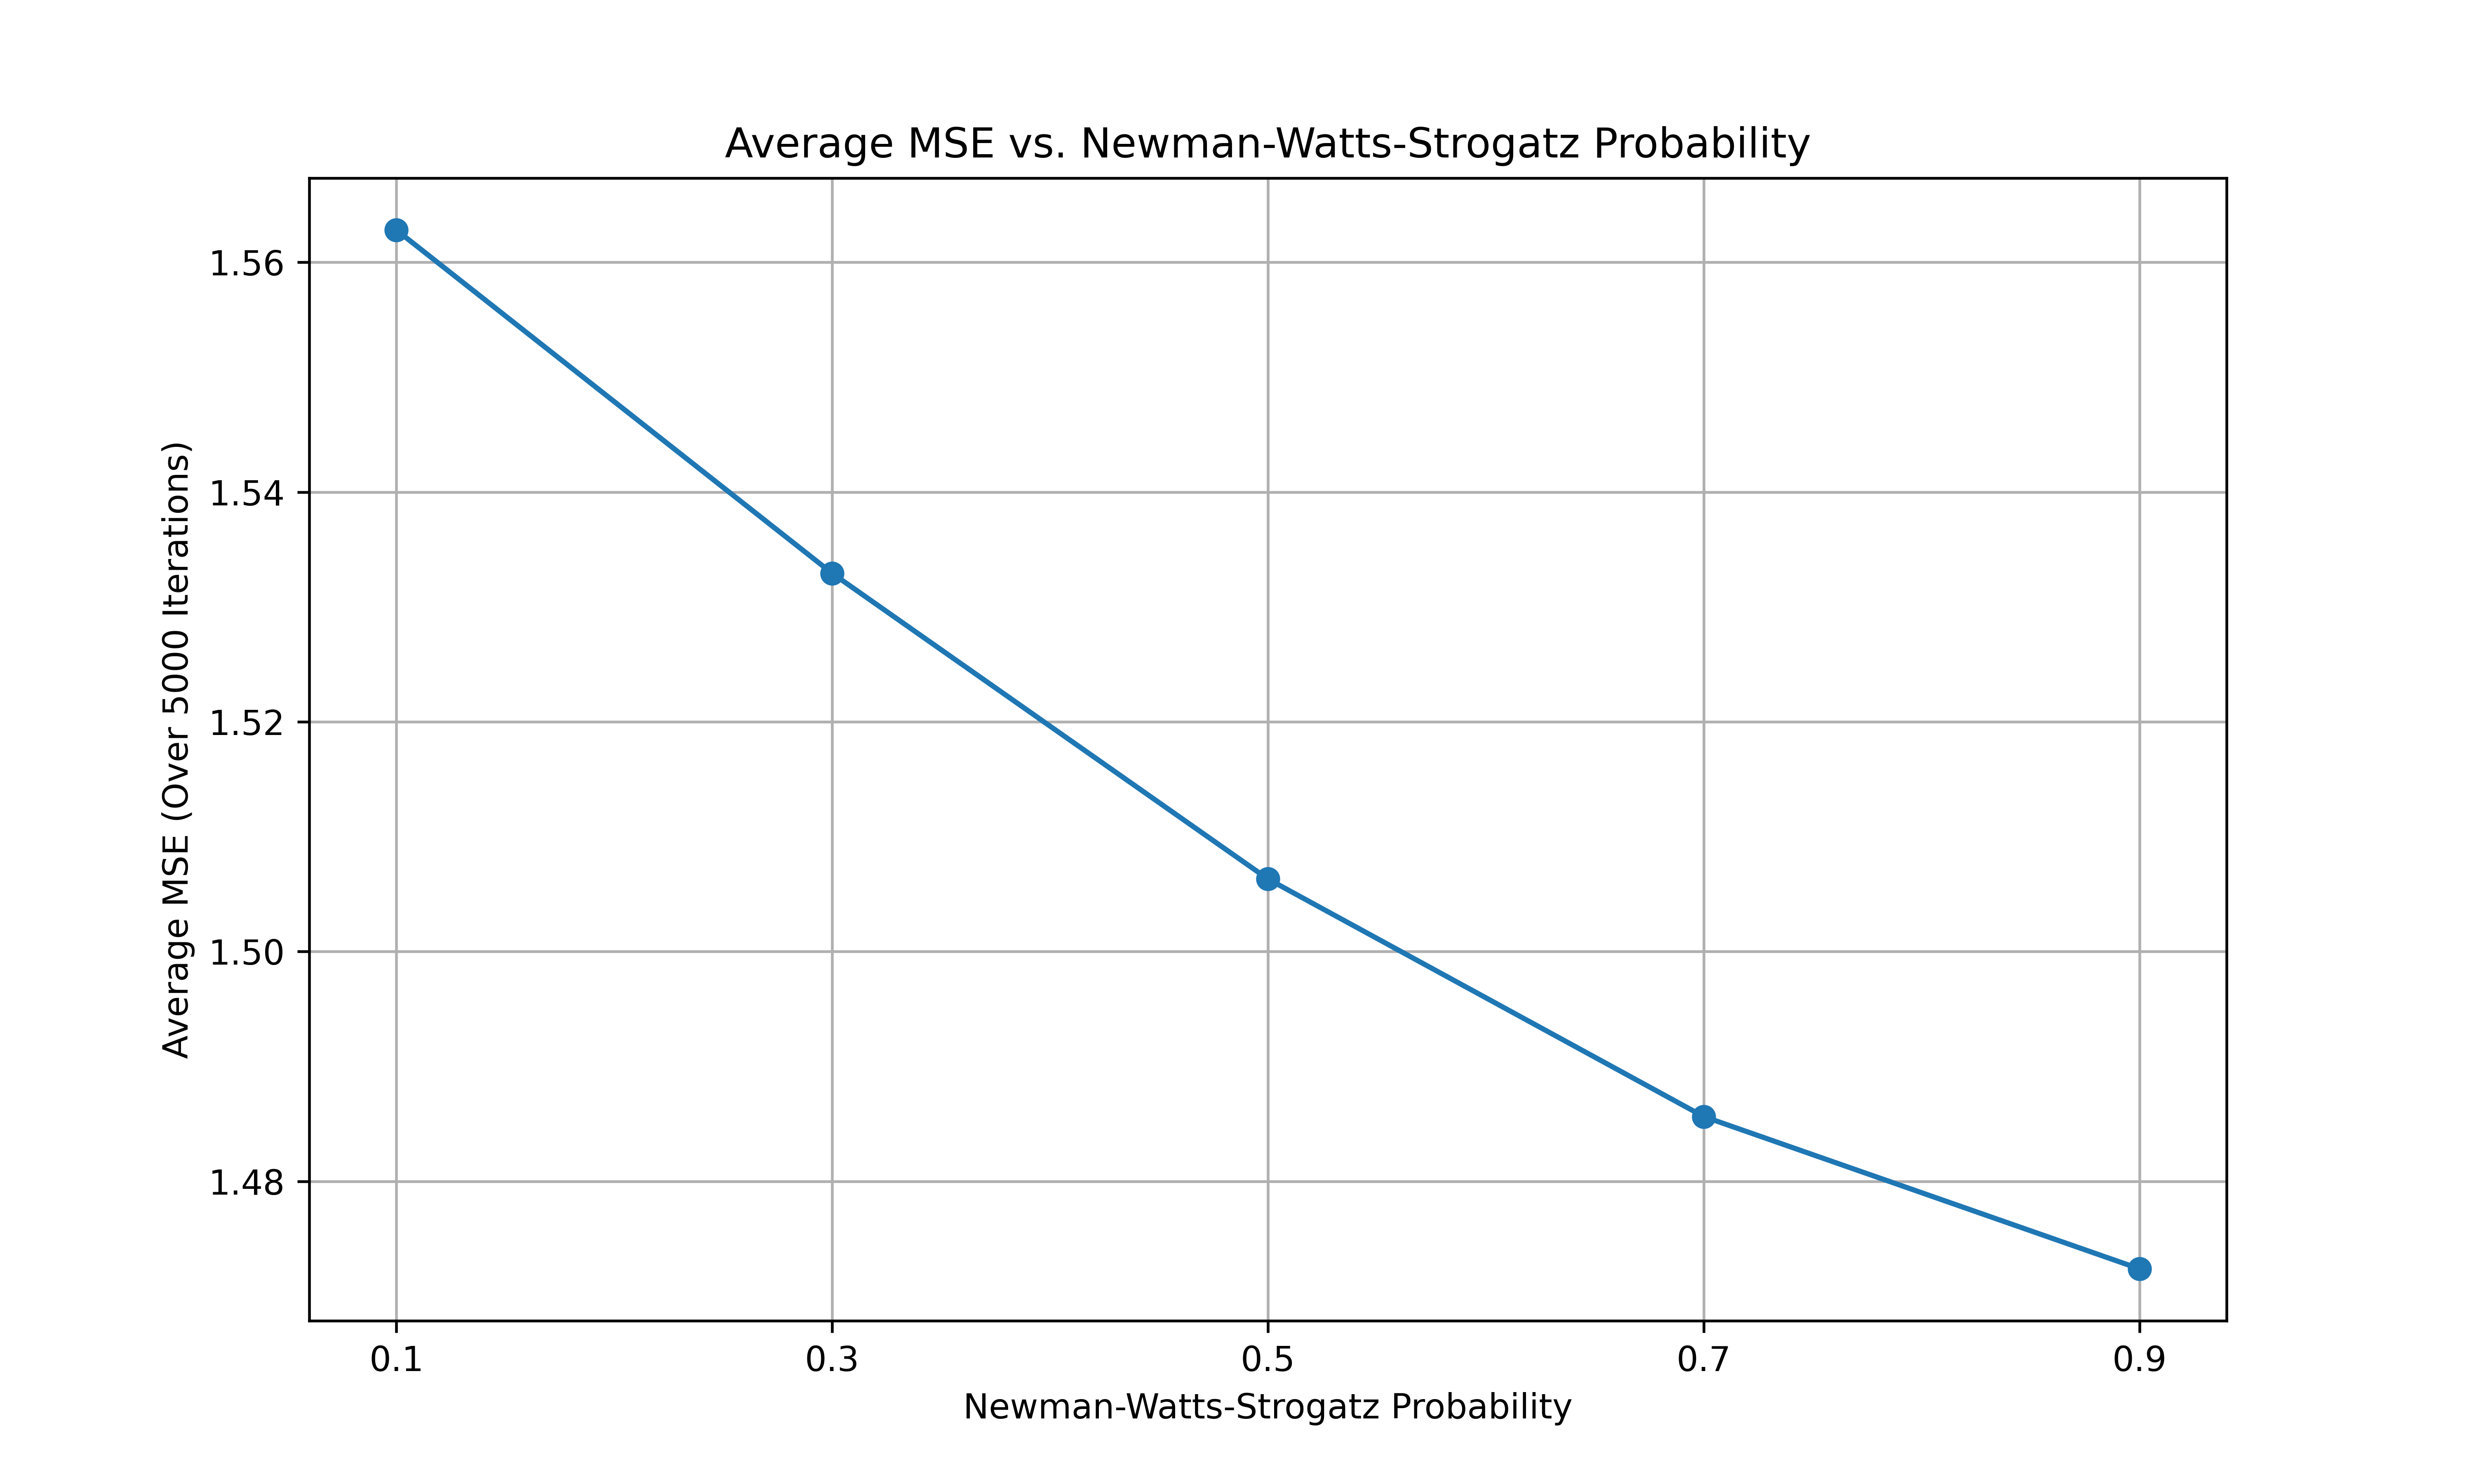 Average MSE vs. Newman-Watts-Strogatz Probability
Average MSE (Over 5000 Iterations)
1.56
1.54
1.52
1.50
1.48
0.1 0.3 0.5 0.7 0.9
Newman-Watts-Strogatz Probability